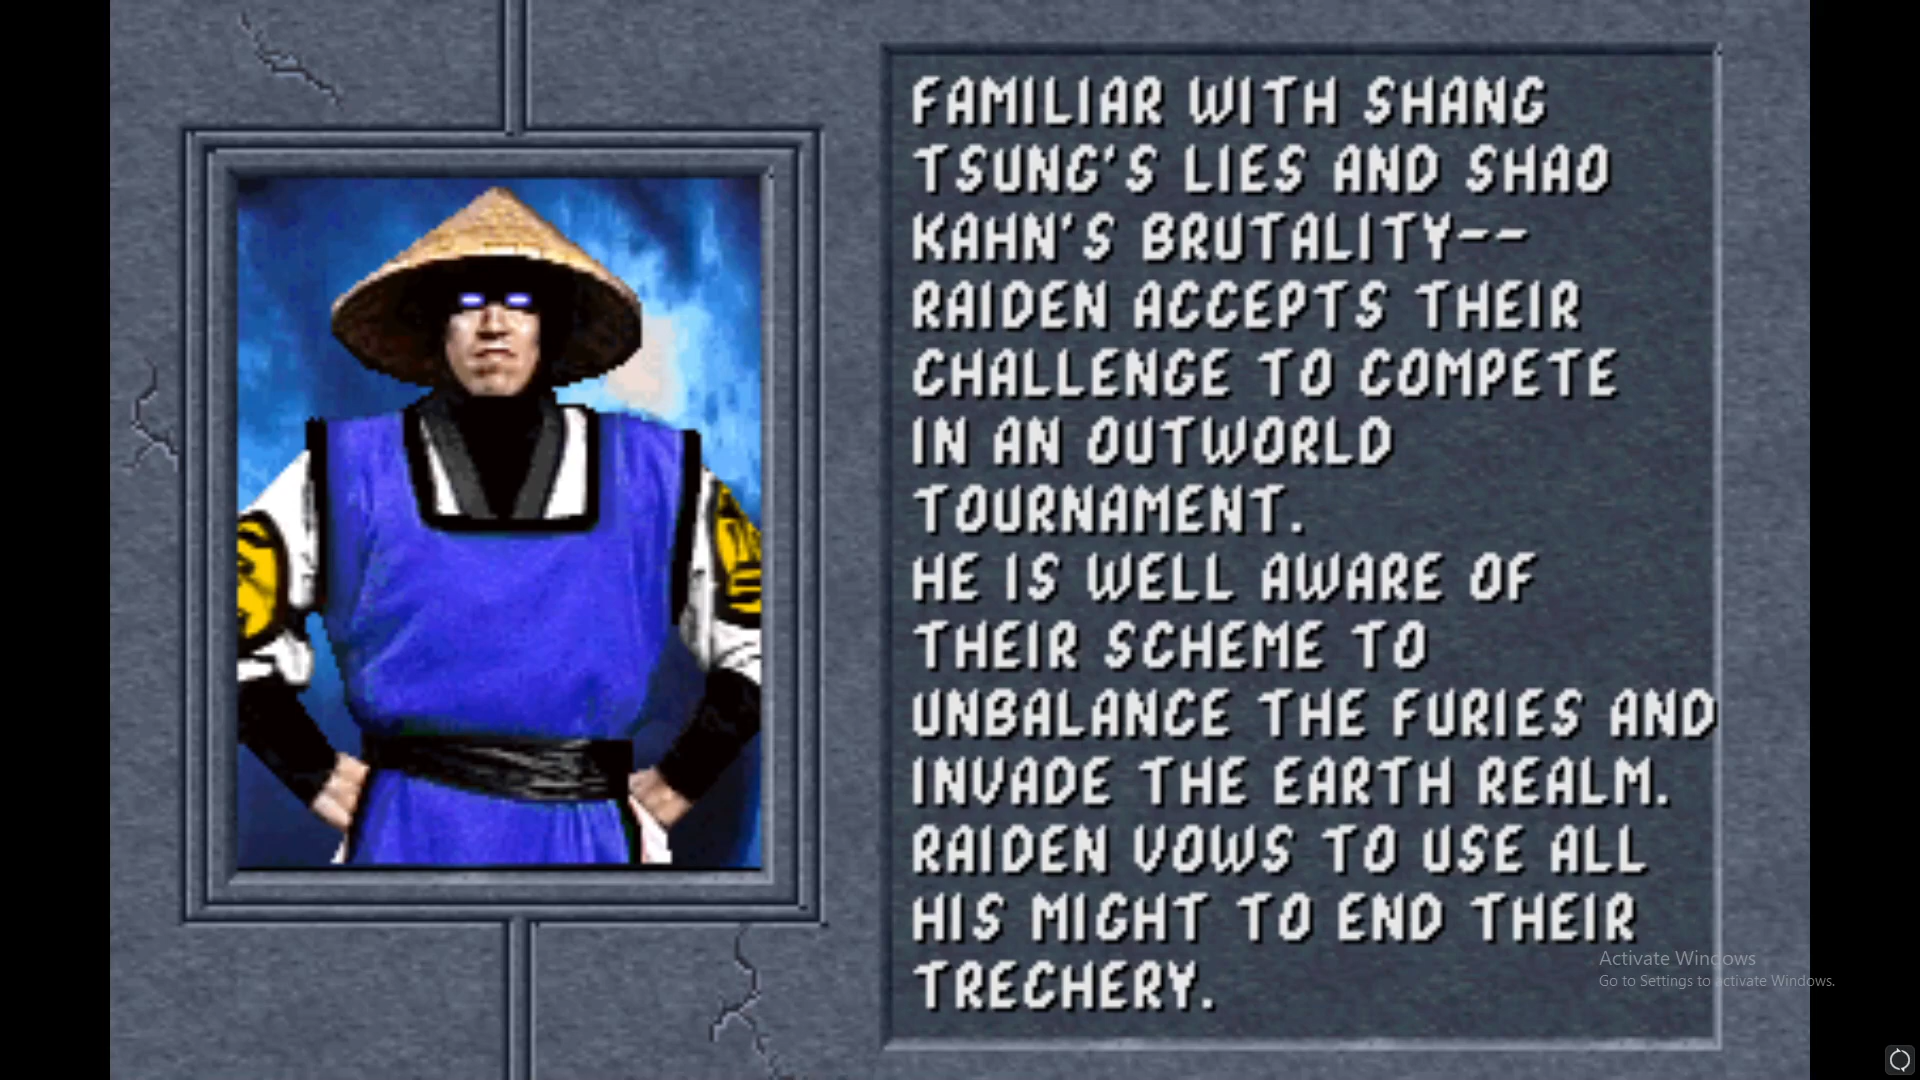 FAMILIAR WITH SHANG
TSUNG'S LIES AND SHAO
KAHN'S BRUTALITY--
RAIDEN ACCEPTS THEIR
CHALLENGE TO COMPETE
IN AN OUTWORLD
TOURNAMENT.
HE IS WELL AWARE OF
THEIR SCHEME TO
UNBALANCE THE FURIES AND
INVADE THE EARTH REALM.
RAIDEN VOWS TO USE ALL
HIS MIGHT TO END THEIR
TRECHERY.
Activate Windows
Go to Settings to activate Windows.